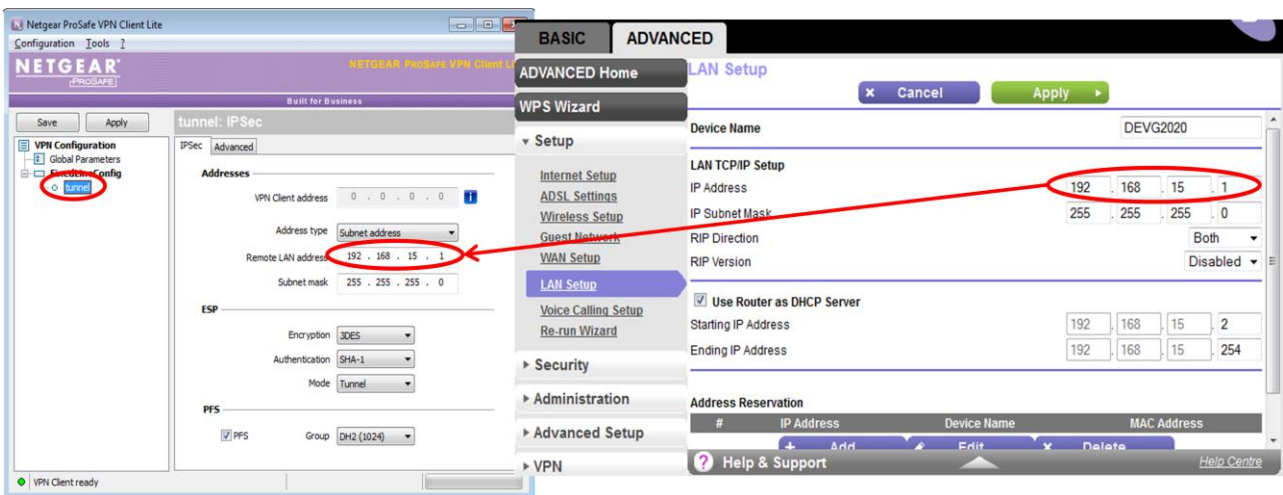 Netgear ProSafe VPN Client Lite
Configuration Tools ?
NETGEAR®
PROSAFE
NETGEAR PROSAFE VPN Client
Built for Business
Save Apply
tunnel: IPSec
VPN Configuration
Global Parameters
FixedLineConfig
tunnel
IPSec Advanced
Addresses
VPN Client address 0 . 0 . 0 . 0 i
Address type Subnet address
Remote LAN address 192 . 168 . 15 . 1
Subnet mask 255 . 255 . 255 . 0
ESP
Encryption 3DES
Authentication SHA-1
Mode Tunnel
PFS
PFS Group DH2 (1024)
VPN Client ready
BASIC ADVANCED
ADVANCED Home
WPS Wizard
Setup
Internet Setup
ADSL Settings
Wireless Setup
Guest Network
WAN Setup
LAN Setup
Voice Calling Setup
Re-run Wizard
Security
Administration
Advanced Setup
VPN
LAN Setup
Cancel Apply
Device Name DEVG2020
LAN TCP/IP Setup
IP Address 192 . 168 . 15 . 1
IP Subnet Mask 255 . 255 . 255 . 0
RIP Direction Both
RIP Version Disabled
Use Router as DHCP Server
Starting IP Address 192 . 168 . 15 . 2
Ending IP Address 192 . 168 . 15 . 254
Address Reservation
# IP Address Device Name MAC Address
+ Add Edit x Delete
? Help & Support Help Centre